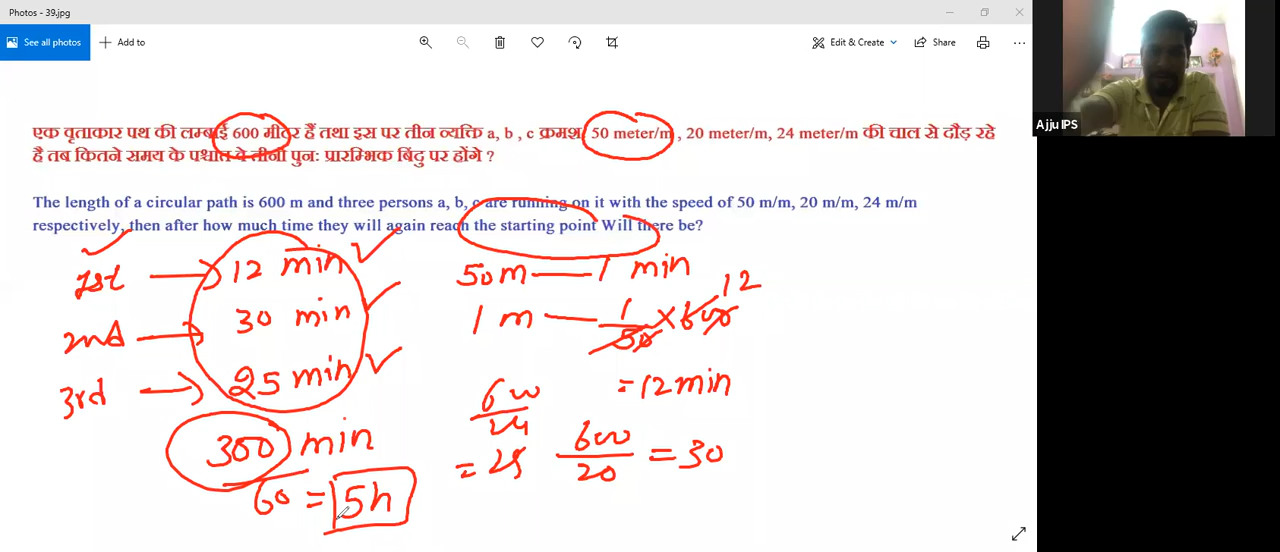 Photos - 39.jpg
See all photos + Add to Edit & Create Share
एक वृताकार पथ की लम्बाई 600 मीटर हैं तथा इस पर तीन व्यक्ति a, b , c क्रमश 50 meter/m , 20 meter/m, 24 meter/m की चाल से दौड़ रहे
है तब कितने समय के पश्चात वे तीनों पुनः प्रारम्भिक बिंदु पर होंगे ?
The length of a circular path is 600 m and three persons a, b, c are running on it with the speed of 50 m/m, 20 m/m, 24 m/m
respectively, then after how much time they will again reach the starting point Will there be?
1st → 12 min ✓
2nd → 30 min ✓
3rd → 25 min ✓
300 min
60 = 5h
50m — 1 min
1 m — 1/50 × 600 12
= 12 min
600/24
= 25
600/20 = 30
Ajju IPS